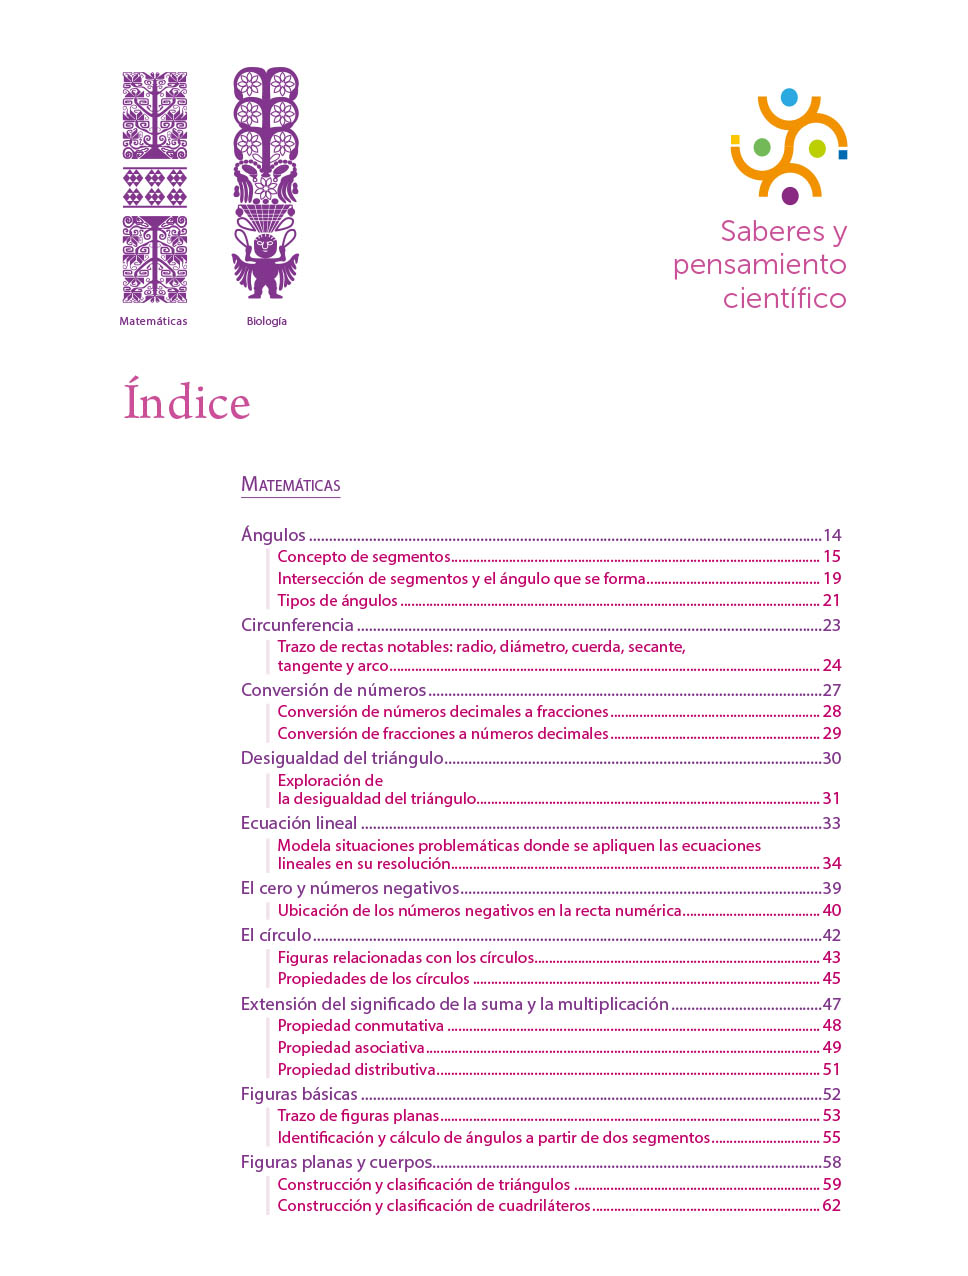 Matemáticas
Biología
Saberes y
pensamiento
científico
Índice
MATEMÁTICAS
Ángulos ................................................................................................................................. 14
Concepto de segmentos.................................................................................................... 15
Intersección de segmentos y el ángulo que se forma............................................... 19
Tipos de ángulos .................................................................................................................. 21
Circunferencia ..................................................................................................................... 23
Trazo de rectas notables: radio, diámetro, cuerda, secante,
tangente y arco..................................................................................................................... 24
Conversión de números................................................................................................... 27
Conversión de números decimales a fracciones......................................................... 28
Conversión de fracciones a números decimales......................................................... 29
Desigualdad del triángulo............................................................................................... 30
Exploración de
la desigualdad del triángulo.............................................................................................. 31
Ecuación lineal .................................................................................................................... 33
Modela situaciones problemáticas donde se apliquen las ecuaciones
lineales en su resolución.................................................................................................... 34
El cero y números negativos........................................................................................... 39
Ubicación de los números negativos en la recta numérica..................................... 40
El círculo................................................................................................................................ 42
Figuras relacionadas con los círculos.............................................................................. 43
Propiedades de los círculos .............................................................................................. 45
Extensión del significado de la suma y la multiplicación ...................................... 47
Propiedad conmutativa ..................................................................................................... 48
Propiedad asociativa........................................................................................................... 49
Propiedad distributiva........................................................................................................ 51
Figuras básicas .................................................................................................................... 52
Trazo de figuras planas....................................................................................................... 53
Identificación y cálculo de ángulos a partir de dos segmentos............................. 55
Figuras planas y cuerpos.................................................................................................. 58
Construcción y clasificación de triángulos ................................................................... 59
Construcción y clasificación de cuadriláteros.............................................................. 62